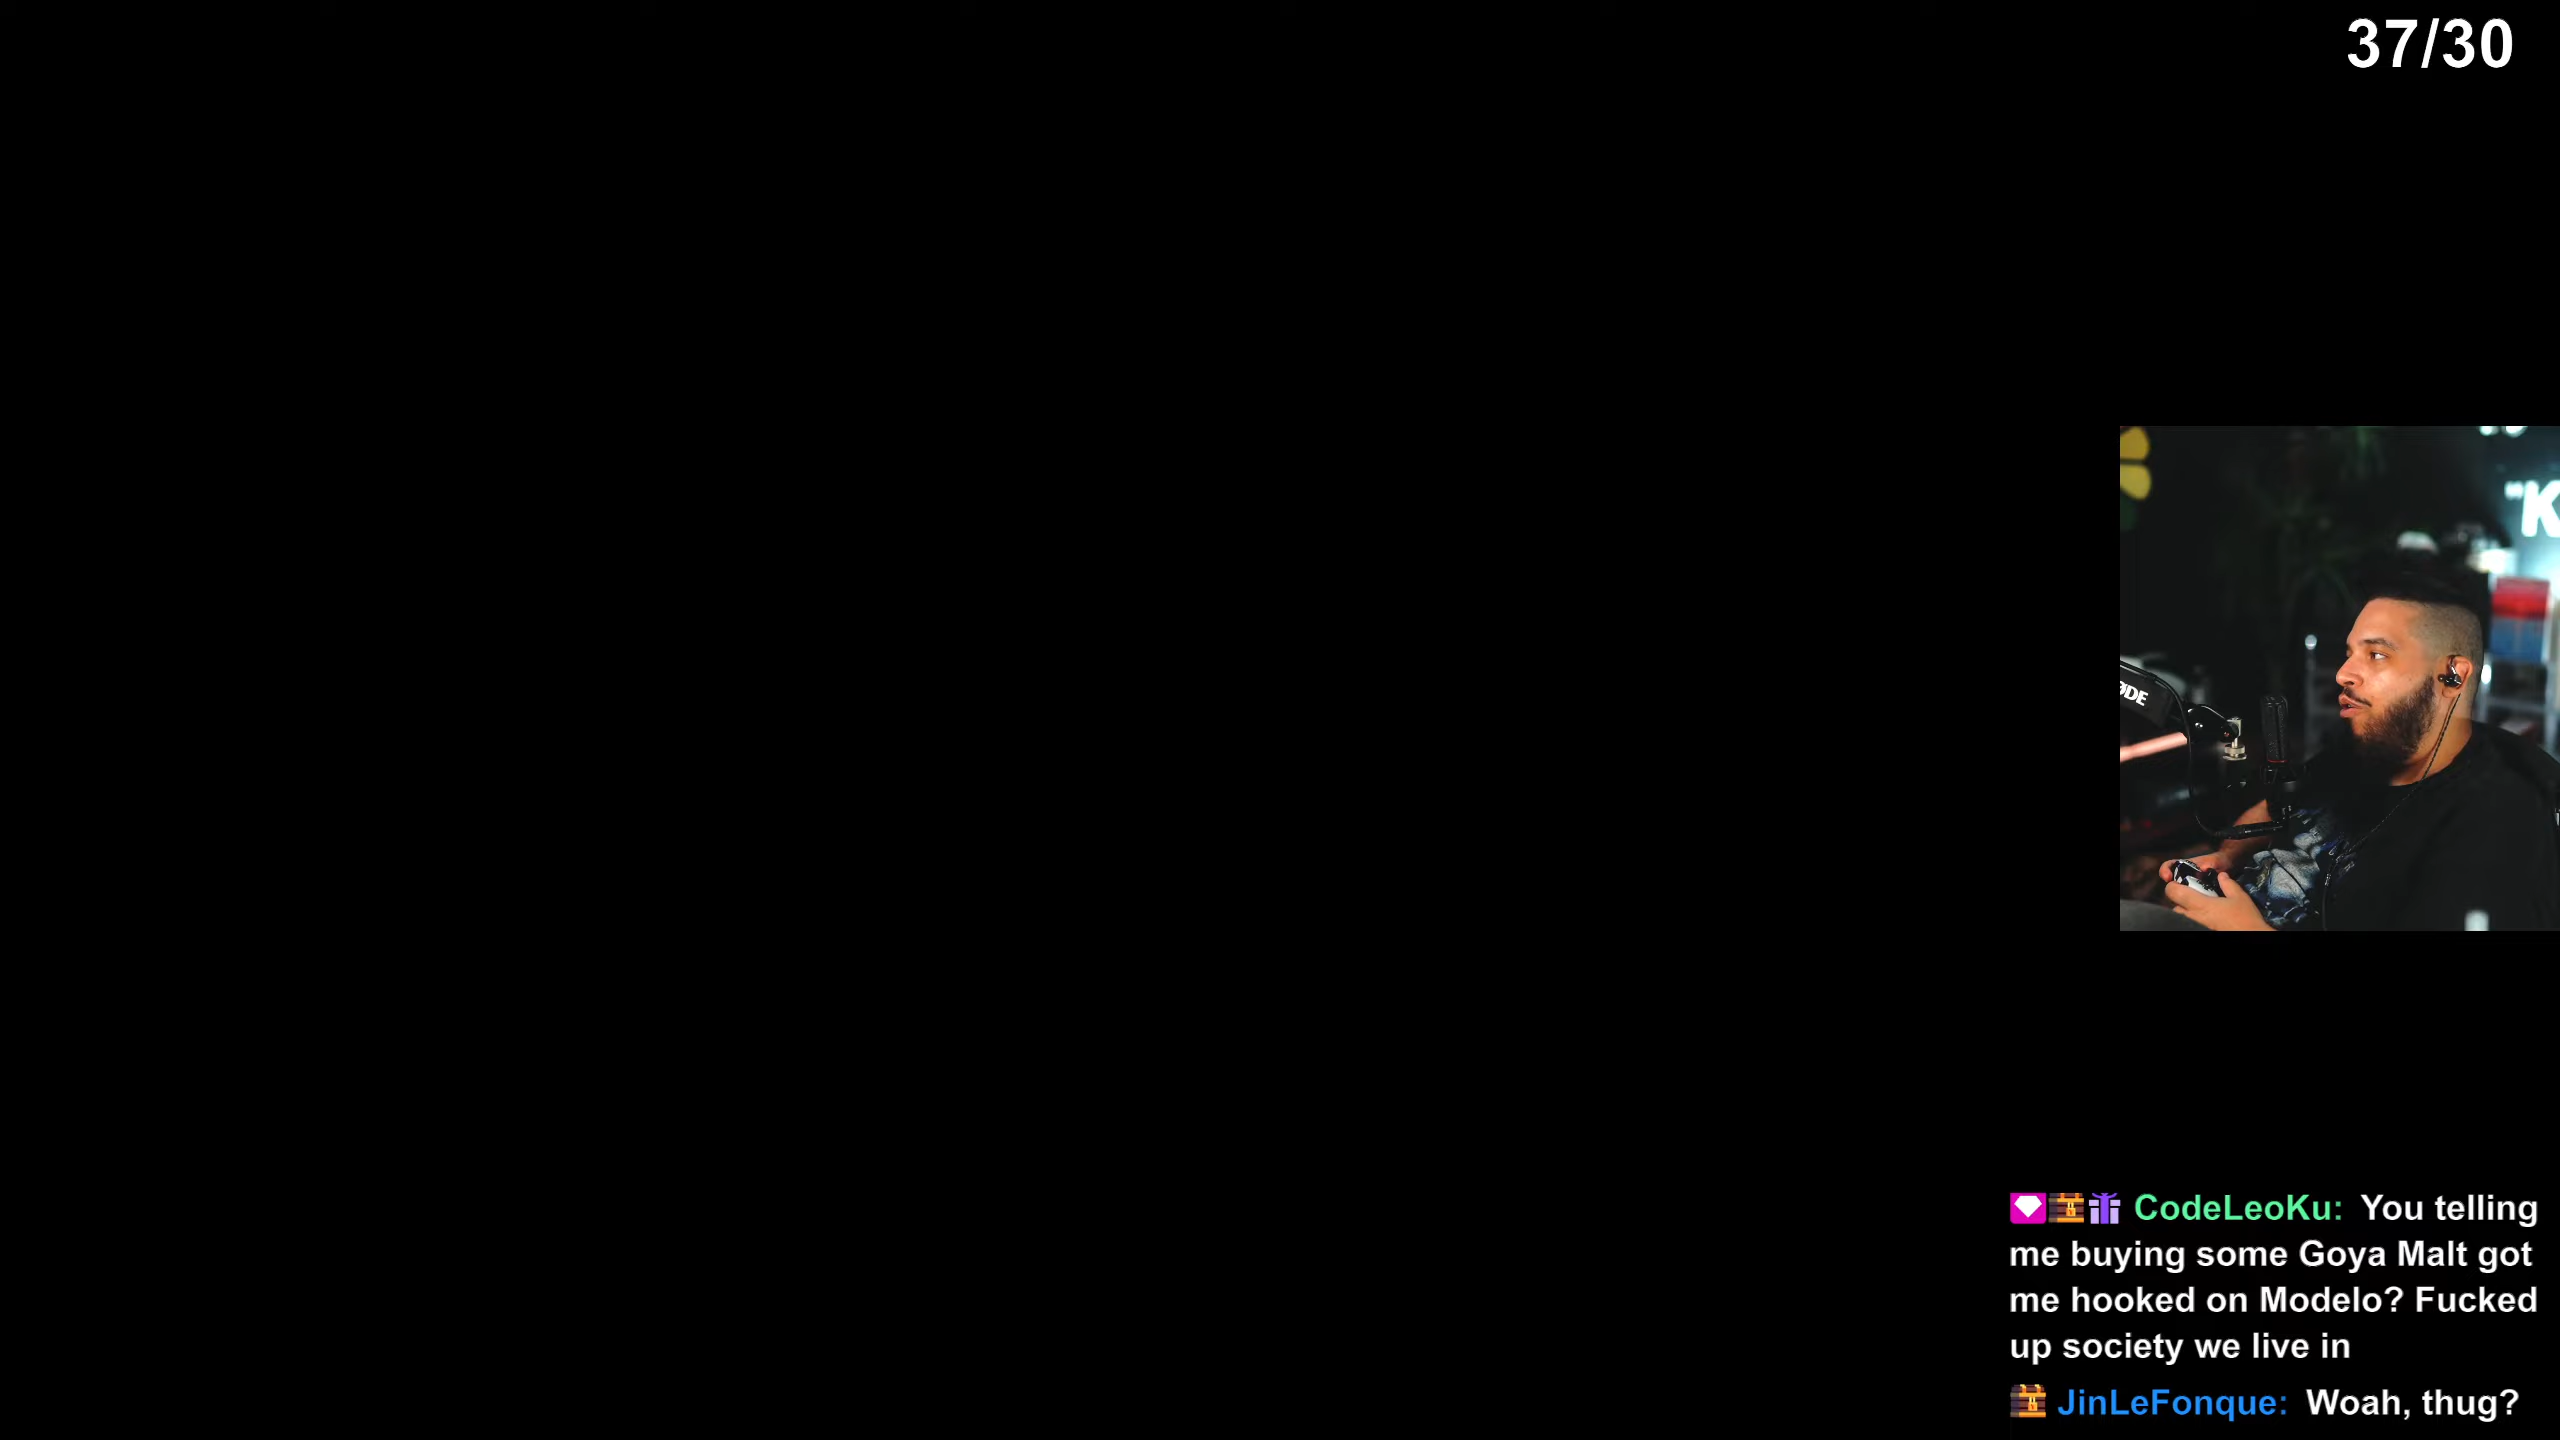 37/30
"K
ØDE
CodeLeoKu: You telling
me buying some Goya Malt got
me hooked on Modelo? Fucked
up society we live in
JinLeFonque: Woah, thug?